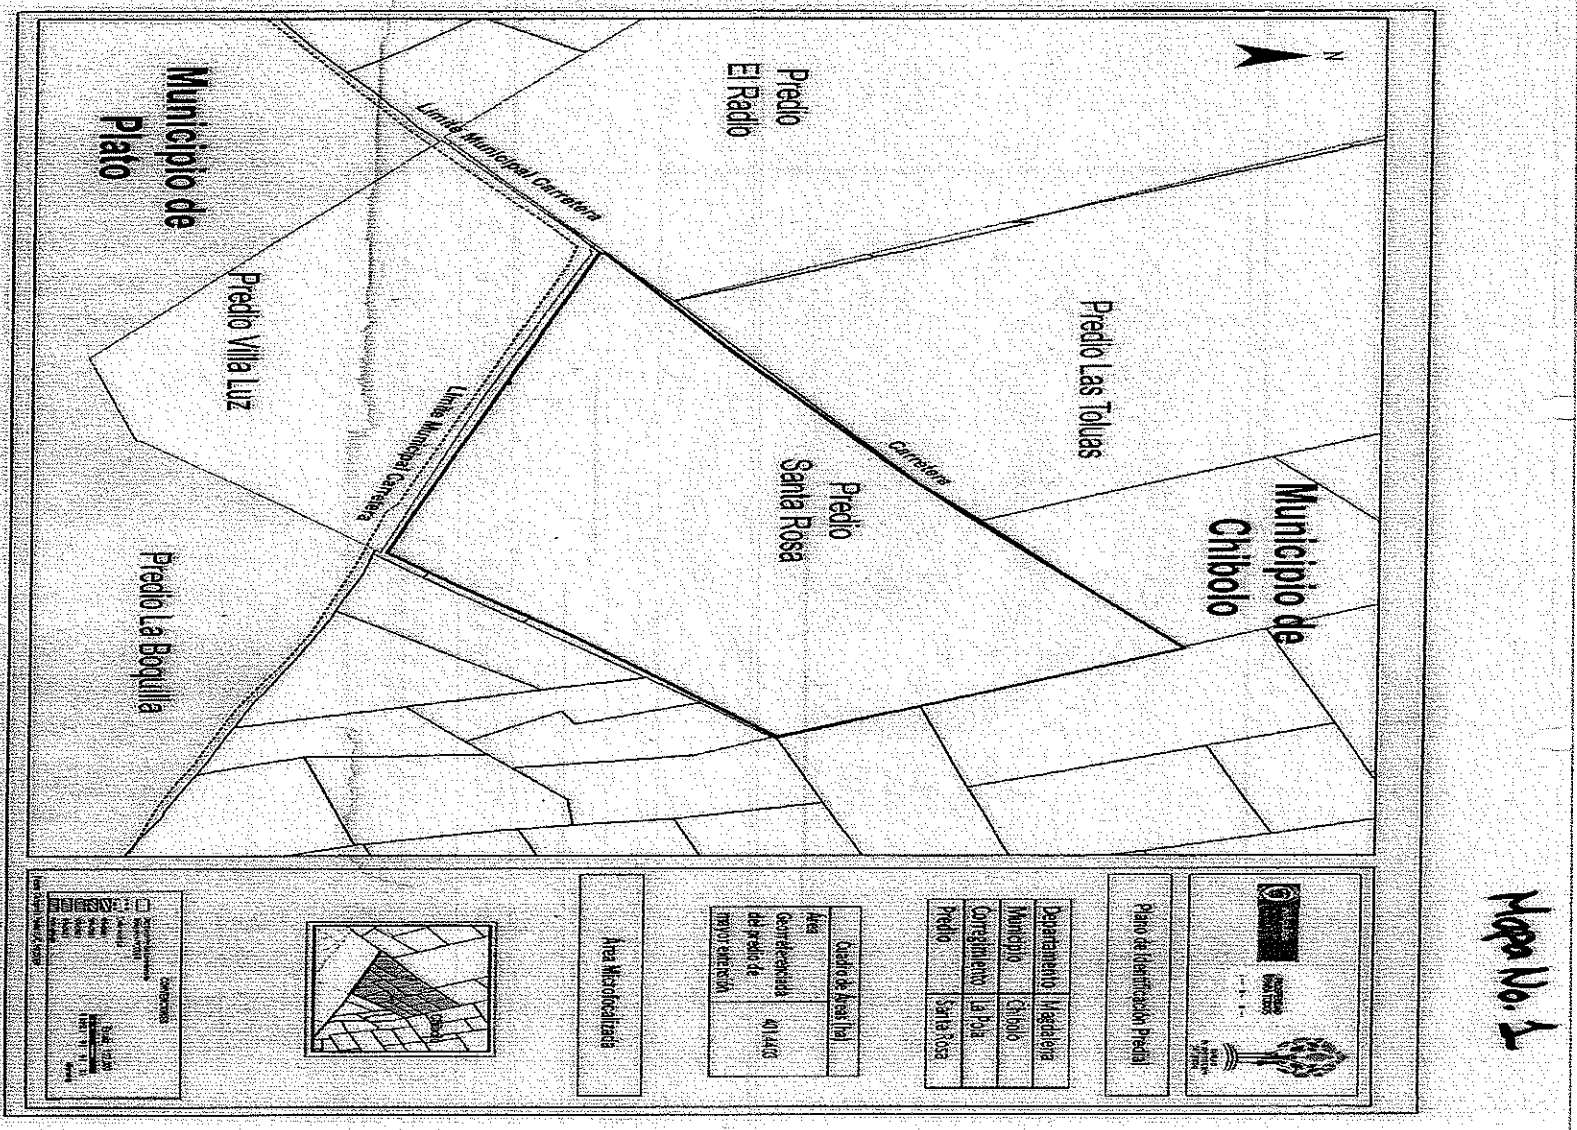 Mapa No. 1
N
Predio
El Radio
Municipio de
Plato
Limite Municipal Carretera
Predio Las Toluas
Predio Villa Luz
Limite Municipal Carretera
Carretera
Predio
Santa Rosa
Municipio de
Chibolo
Predio La Boquilla
Plano de Identificación Predial
Departamento Magdalena
Municipio Chibolo
Corregimiento La Pola
Predio Santa Rosa
Cuadro de Áreas (ha)
Área
Georreferenciada
del predio de
mayor extensión
Área Microfocalizada
Chibolo